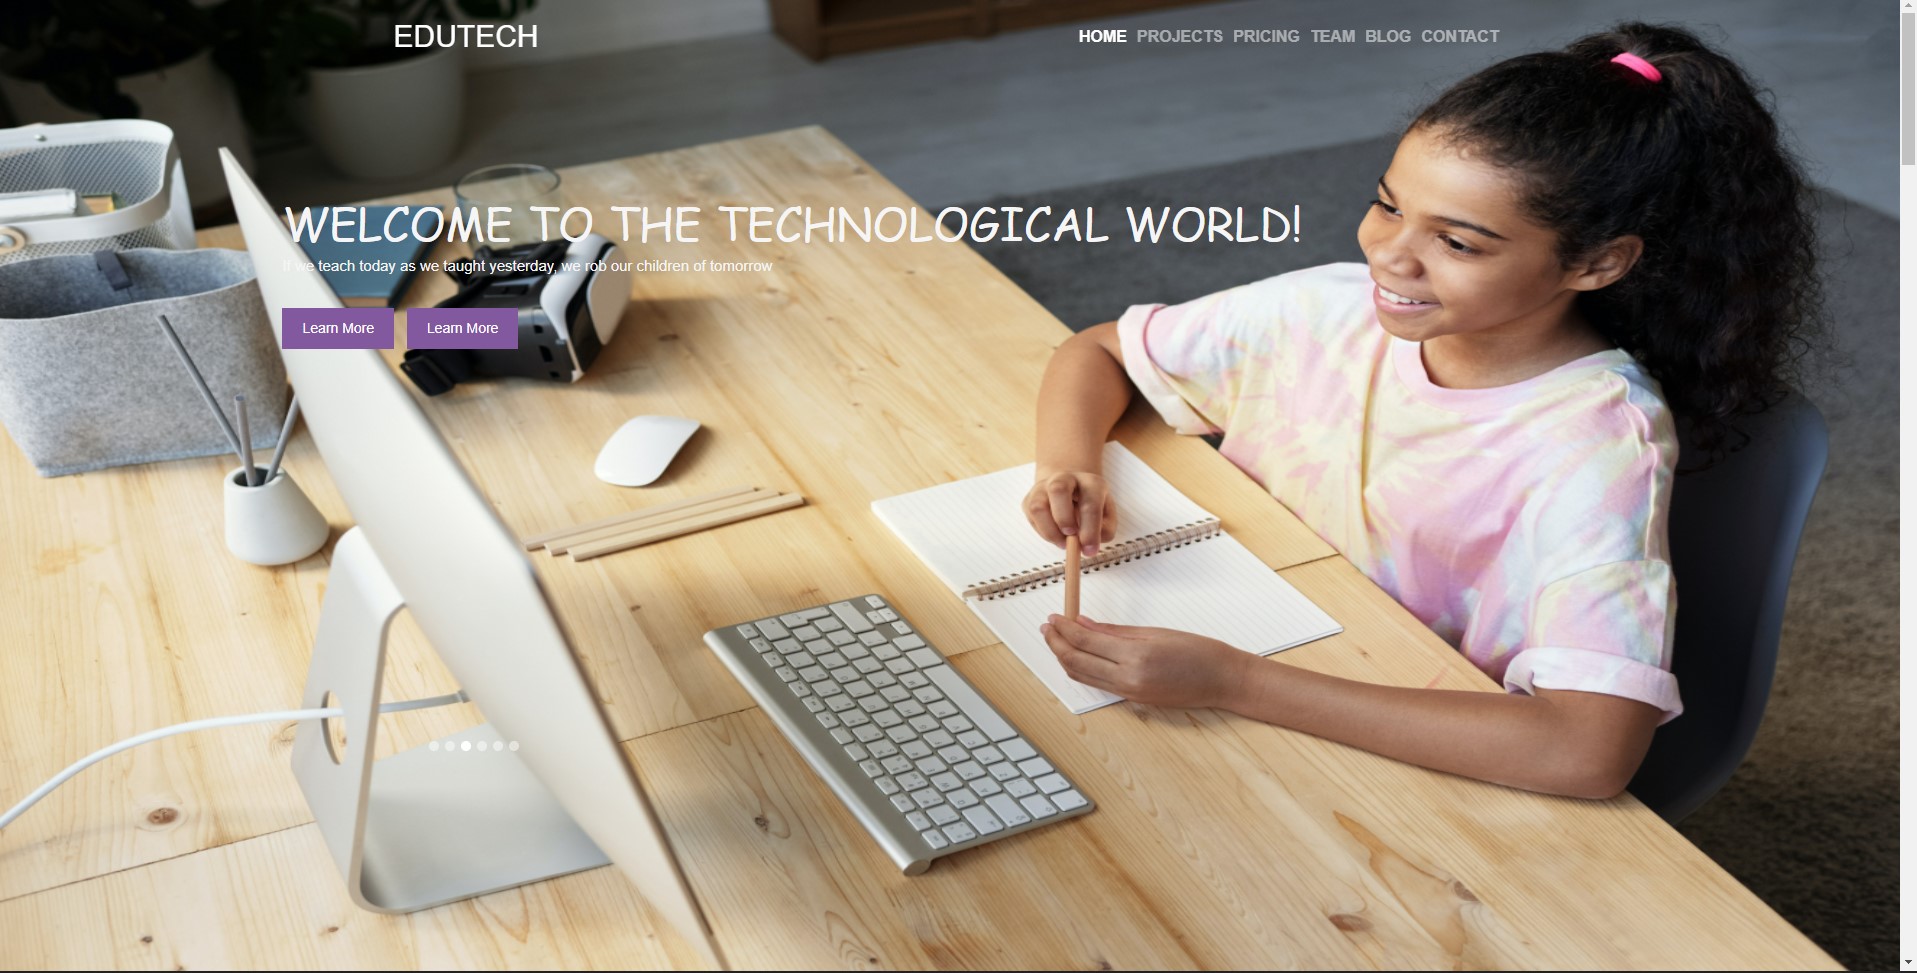 EDUTECH
HOME PROJECTS PRICING TEAM BLOG CONTACT
WELCOME TO THE TECHNOLOGICAL WORLD!
If we teach today as we taught yesterday, we rob our children of tomorrow
Learn More Learn More